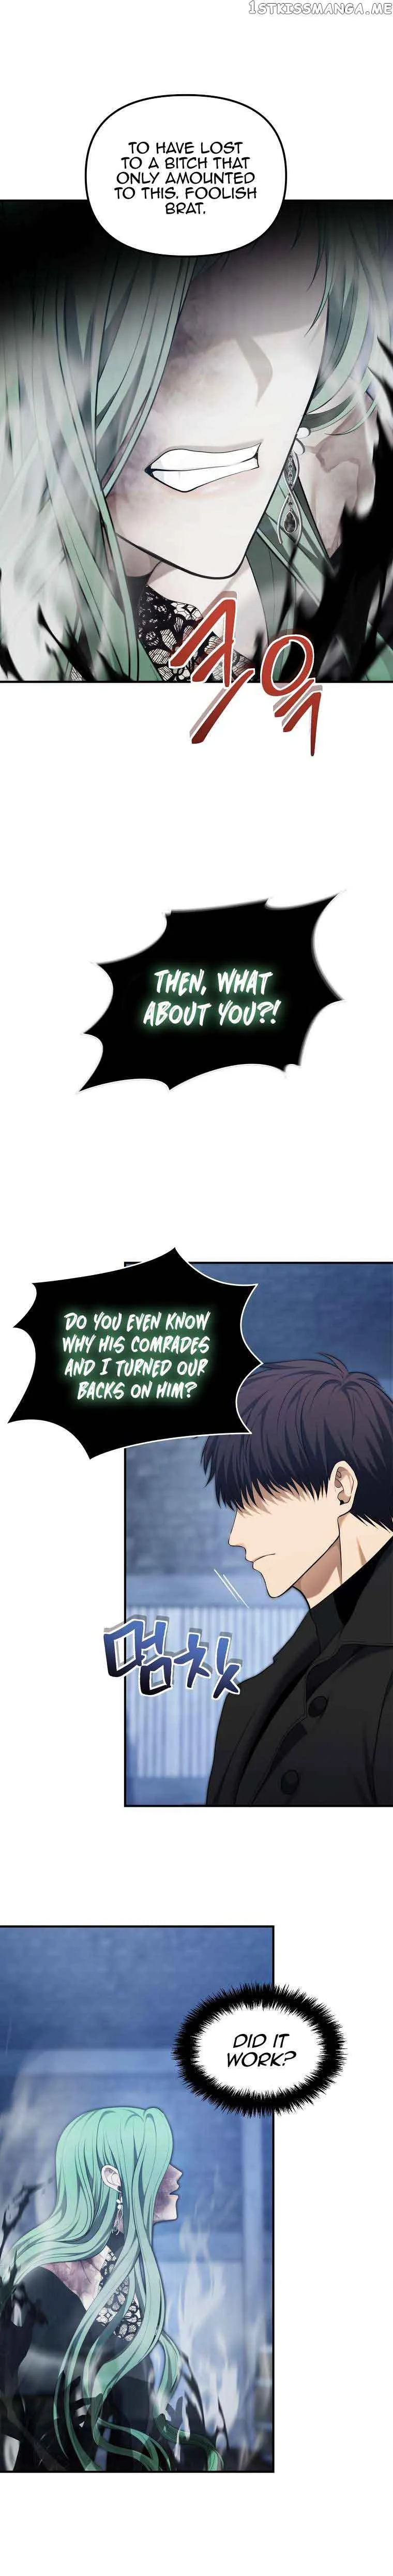 1STKISSMANGA.ME
TO HAVE LOST
TO A BITCH THAT
ONLY AMOUNTED
TO THIS, FOOLISH
BRAT.
THEN, WHAT
ABOUT YOU?!
DO YOU EVEN KNOW
WHY HIS COMRADES
AND I TURNED OUR
BACKS ON HIM?
멈칫
DID IT
WORK?